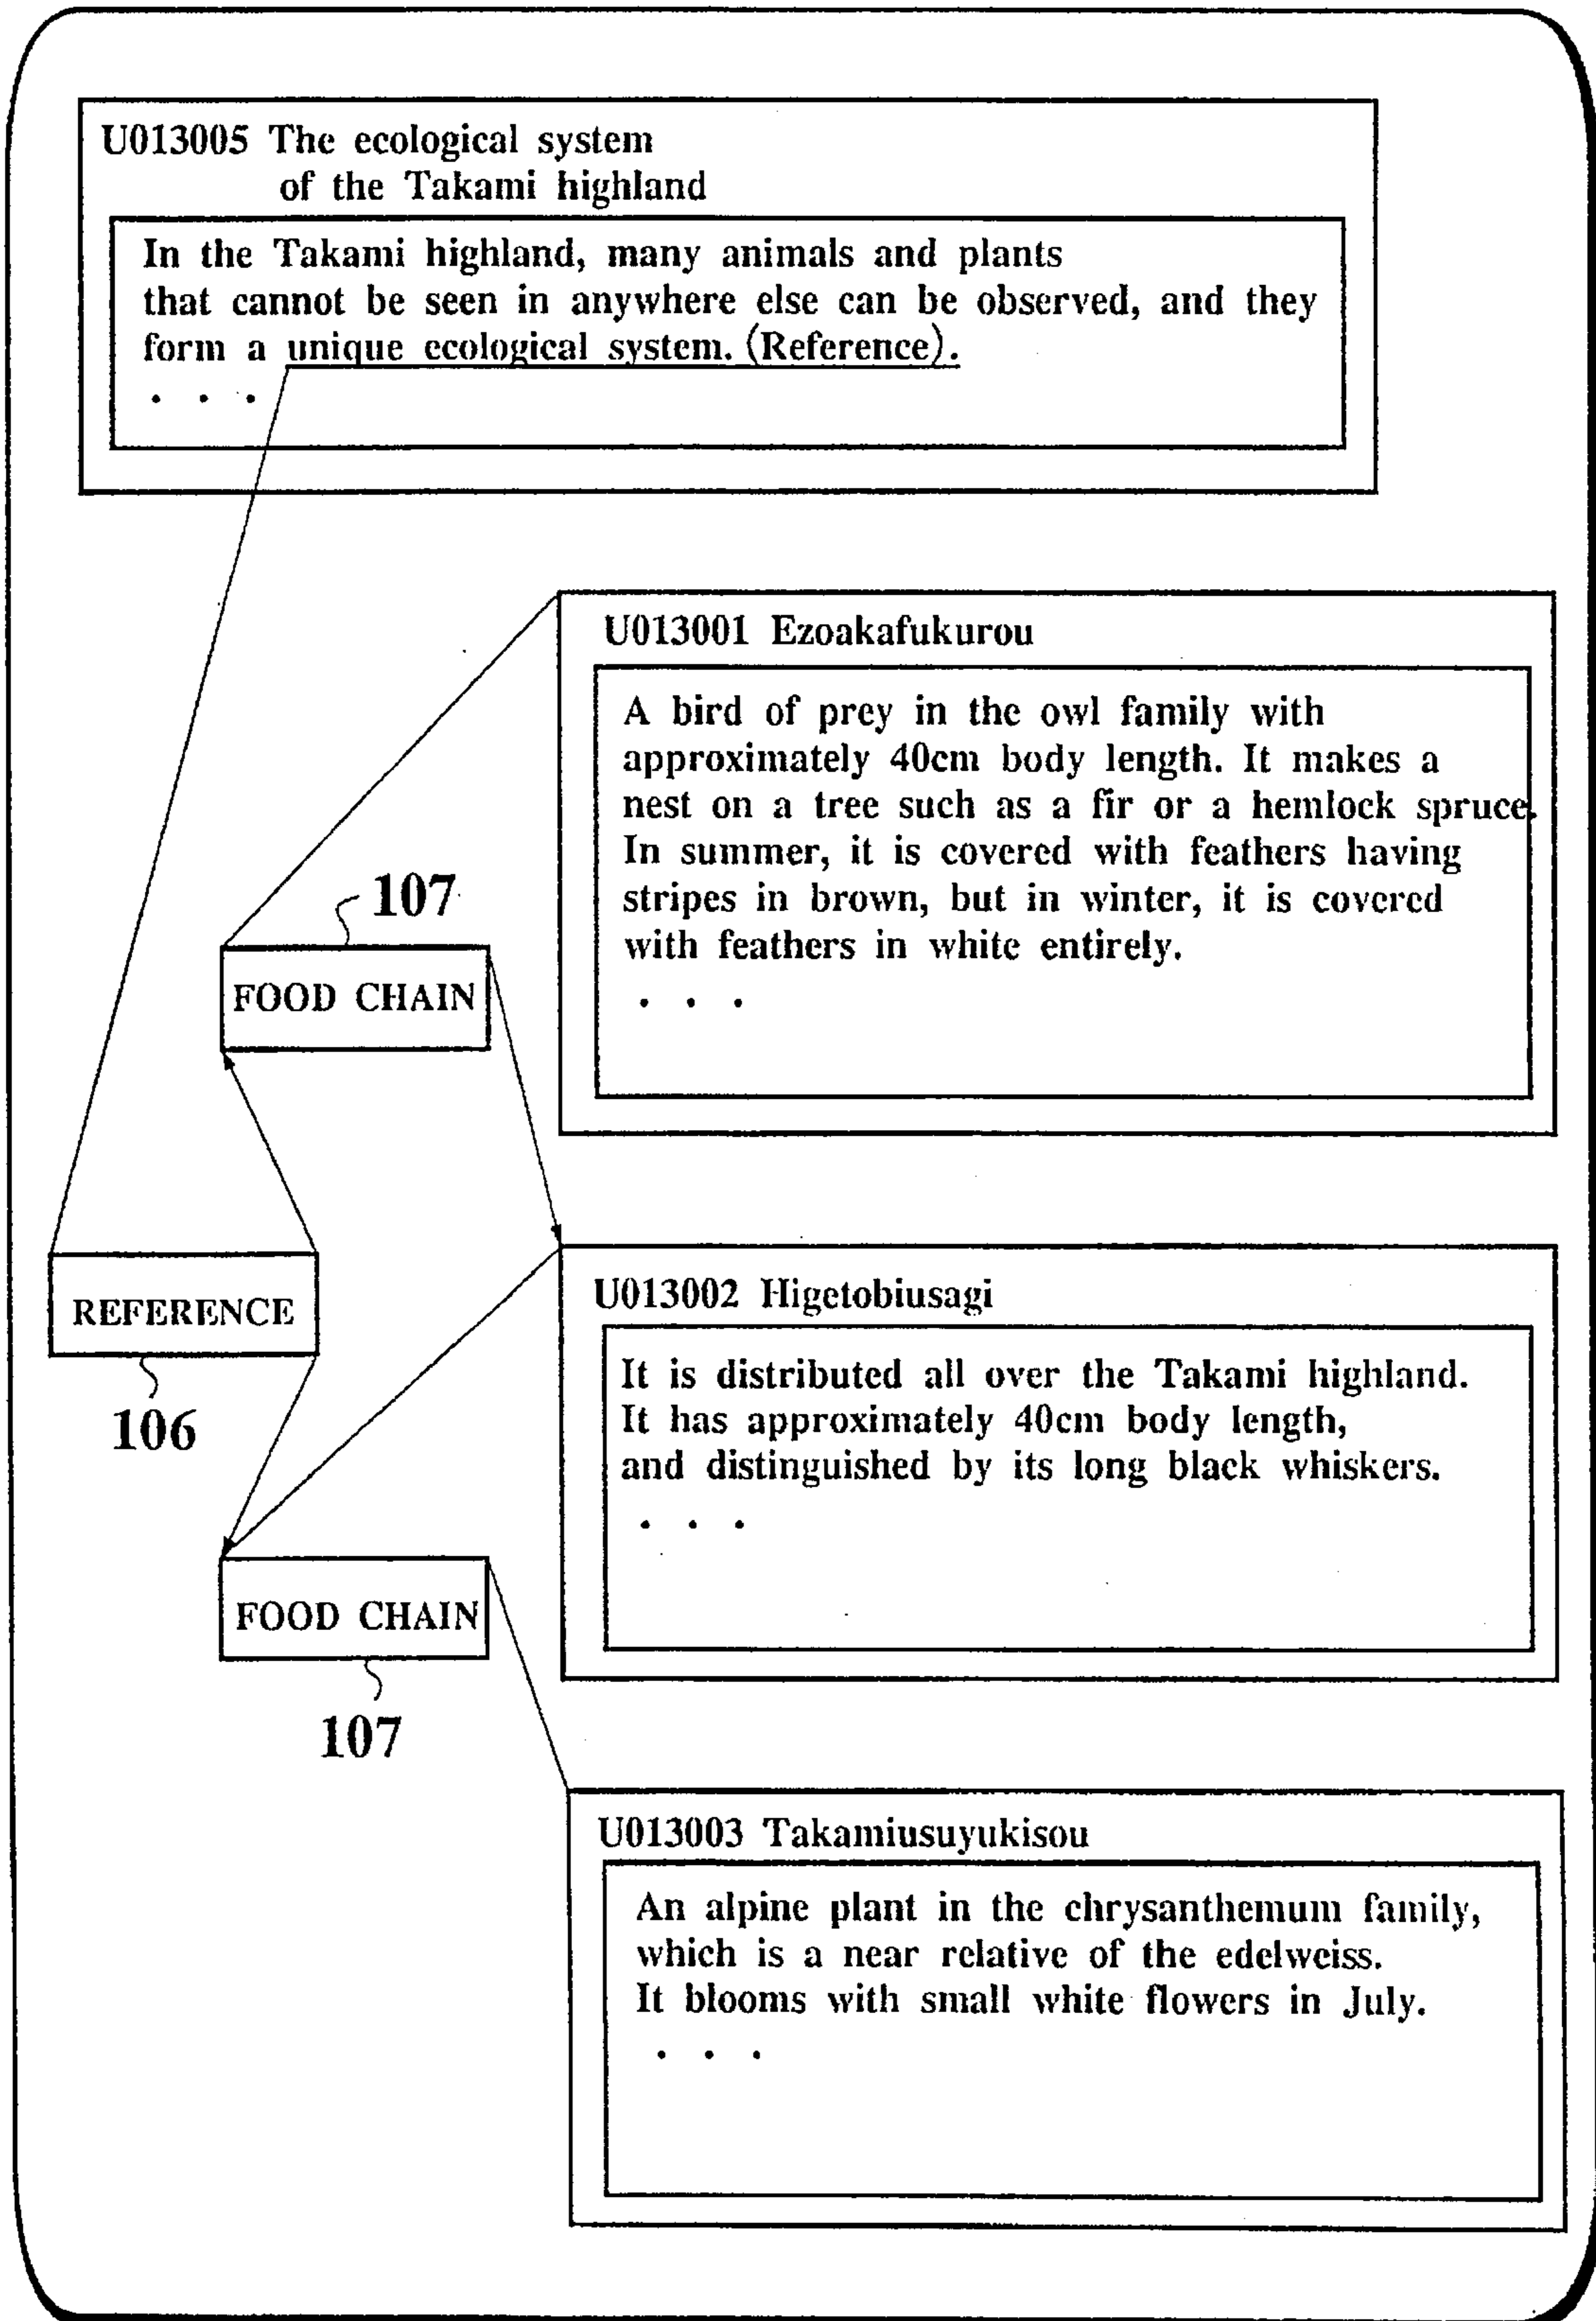 U013005 The ecological system
of the Takami highland
In the Takami highland, many animals and plants
that cannot be seen in anywhere else can be observed, and they
form a unique ecological system. (Reference).
. . .
U013001 Ezoakafukurou
A bird of prey in the owl family with
approximately 40cm body length. It makes a
nest on a tree such as a fir or a hemlock spruce.
In summer, it is covered with feathers having
stripes in brown, but in winter, it is covered
with feathers in white entirely.
. . .
107
FOOD CHAIN
REFERENCE
106
U013002 Higetobiusagi
It is distributed all over the Takami highland.
It has approximately 40cm body length,
and distinguished by its long black whiskers.
. . .
FOOD CHAIN
107
U013003 Takamiusuyukisou
An alpine plant in the chrysanthemum family,
which is a near relative of the edelweiss.
It blooms with small white flowers in July.
. . .